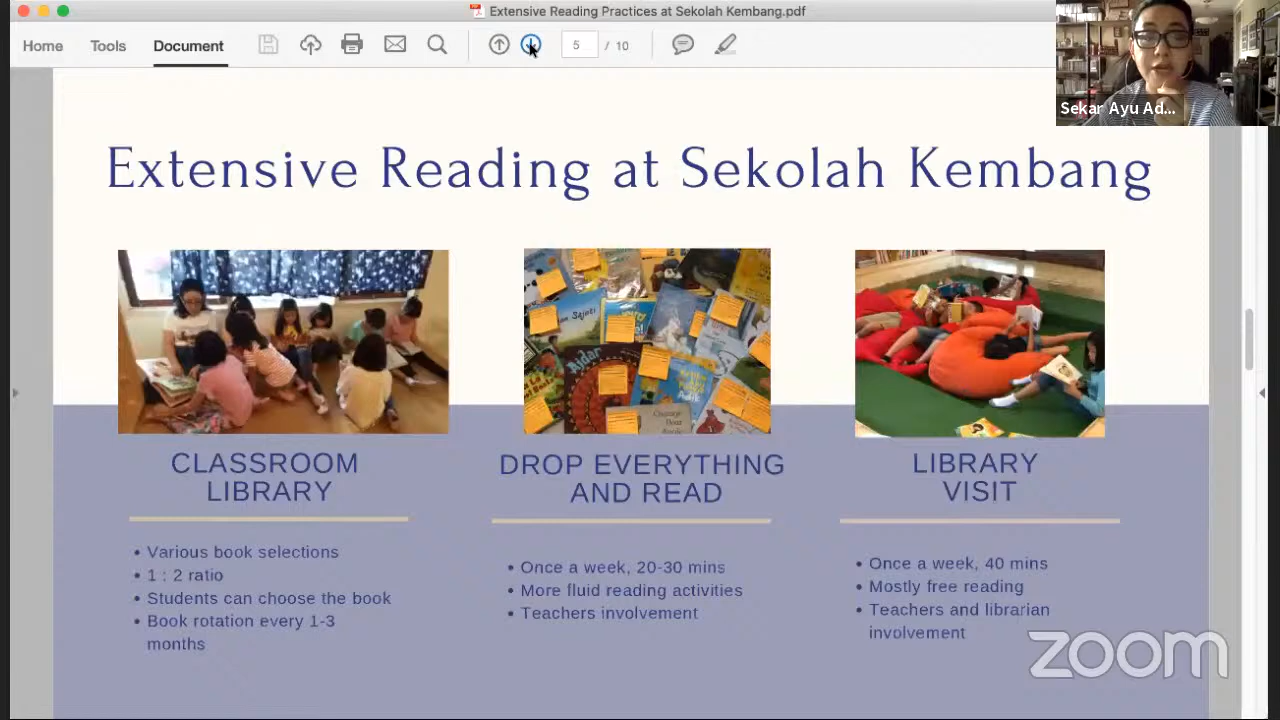 Extensive Reading Practices at Sekolah Kembang.pdf
Home Tools Document 5 / 10
Sekar Ayu Ad...
Extensive Reading at Sekolah Kembang
CLASSROOM
LIBRARY
• Various book selections
• 1 : 2 ratio
• Students can choose the book
• Book rotation every 1-3
months
DROP EVERYTHING
AND READ
• Once a week, 20-30 mins
• More fluid reading activities
• Teachers involvement
LIBRARY
VISIT
• Once a week, 40 mins
• Mostly free reading
• Teachers and librarian
involvement
zoom